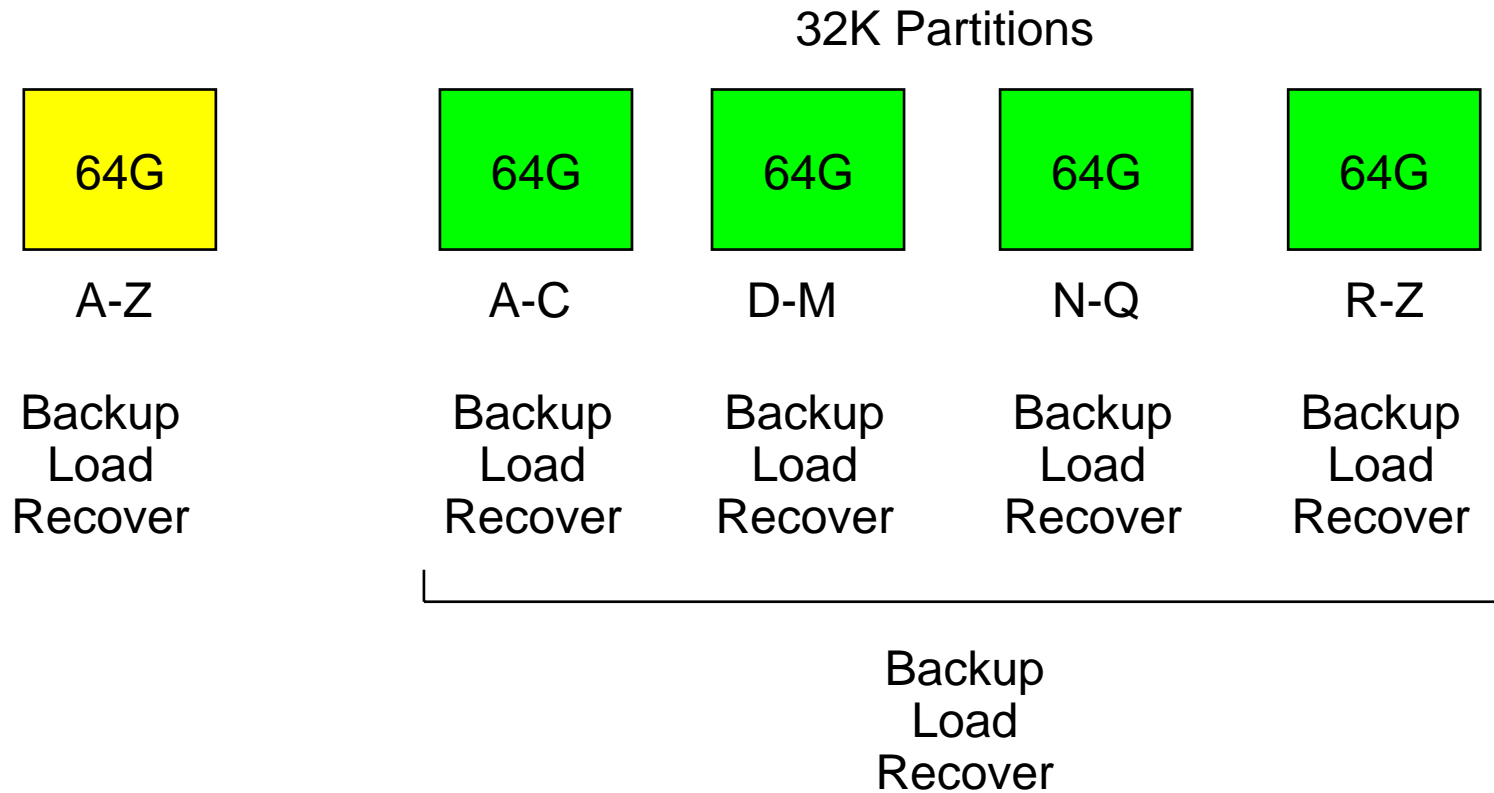 32K Partitions
64G 64G 64G 64G 64G
A-Z A-C D-M N-Q R-Z
Backup Backup Backup Backup Backup
Load Load Load Load Load
Recover Recover Recover Recover Recover
Backup
Load
Recover